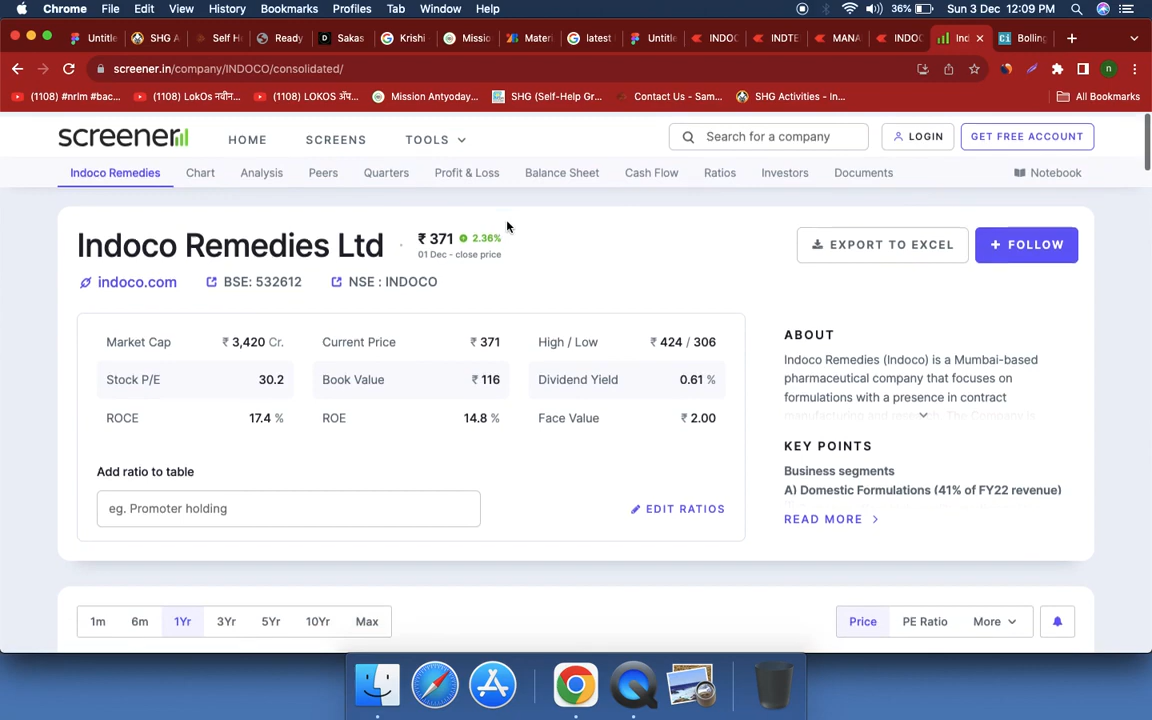 Chrome File Edit View History Bookmarks Profiles Tab Window Help 36% Sun 3 Dec 12:09 PM
Untitle SHG A Self H Ready Sakas Krishi Missio Mater latest Untitle INDOC INDTE MANA INDOC Ind Bolling
screener.in/company/INDOCO/consolidated/ n
(1108) #nrlm #bac... (1108) LokOs नवीन... (1108) LOKOS ॲप... Mission Antyoday... SHG (Self-Help Gr... Contact Us - Sam... SHG Activities - In... All Bookmarks
screener HOME SCREENS TOOLS Search for a company LOGIN GET FREE ACCOUNT
Indoco Remedies Chart Analysis Peers Quarters Profit & Loss Balance Sheet Cash Flow Ratios Investors Documents Notebook
Indoco Remedies Ltd ₹ 371 2.36% EXPORT TO EXCEL + FOLLOW
01 Dec - close price
indoco.com BSE: 532612 NSE : INDOCO
Market Cap ₹ 3,420 Cr. Current Price ₹ 371 High / Low ₹ 424 / 306
Stock P/E 30.2 Book Value ₹ 116 Dividend Yield 0.61 %
ROCE 17.4 % ROE 14.8 % Face Value ₹ 2.00
Add ratio to table
eg. Promoter holding EDIT RATIOS
ABOUT
Indoco Remedies (Indoco) is a Mumbai-based
pharmaceutical company that focuses on
formulations with a presence in contract
manufacturing and research. The Company is
KEY POINTS
Business segments
A) Domestic Formulations (41% of FY22 revenue)
READ MORE
1m 6m 1Yr 3Yr 5Yr 10Yr Max Price PE Ratio More